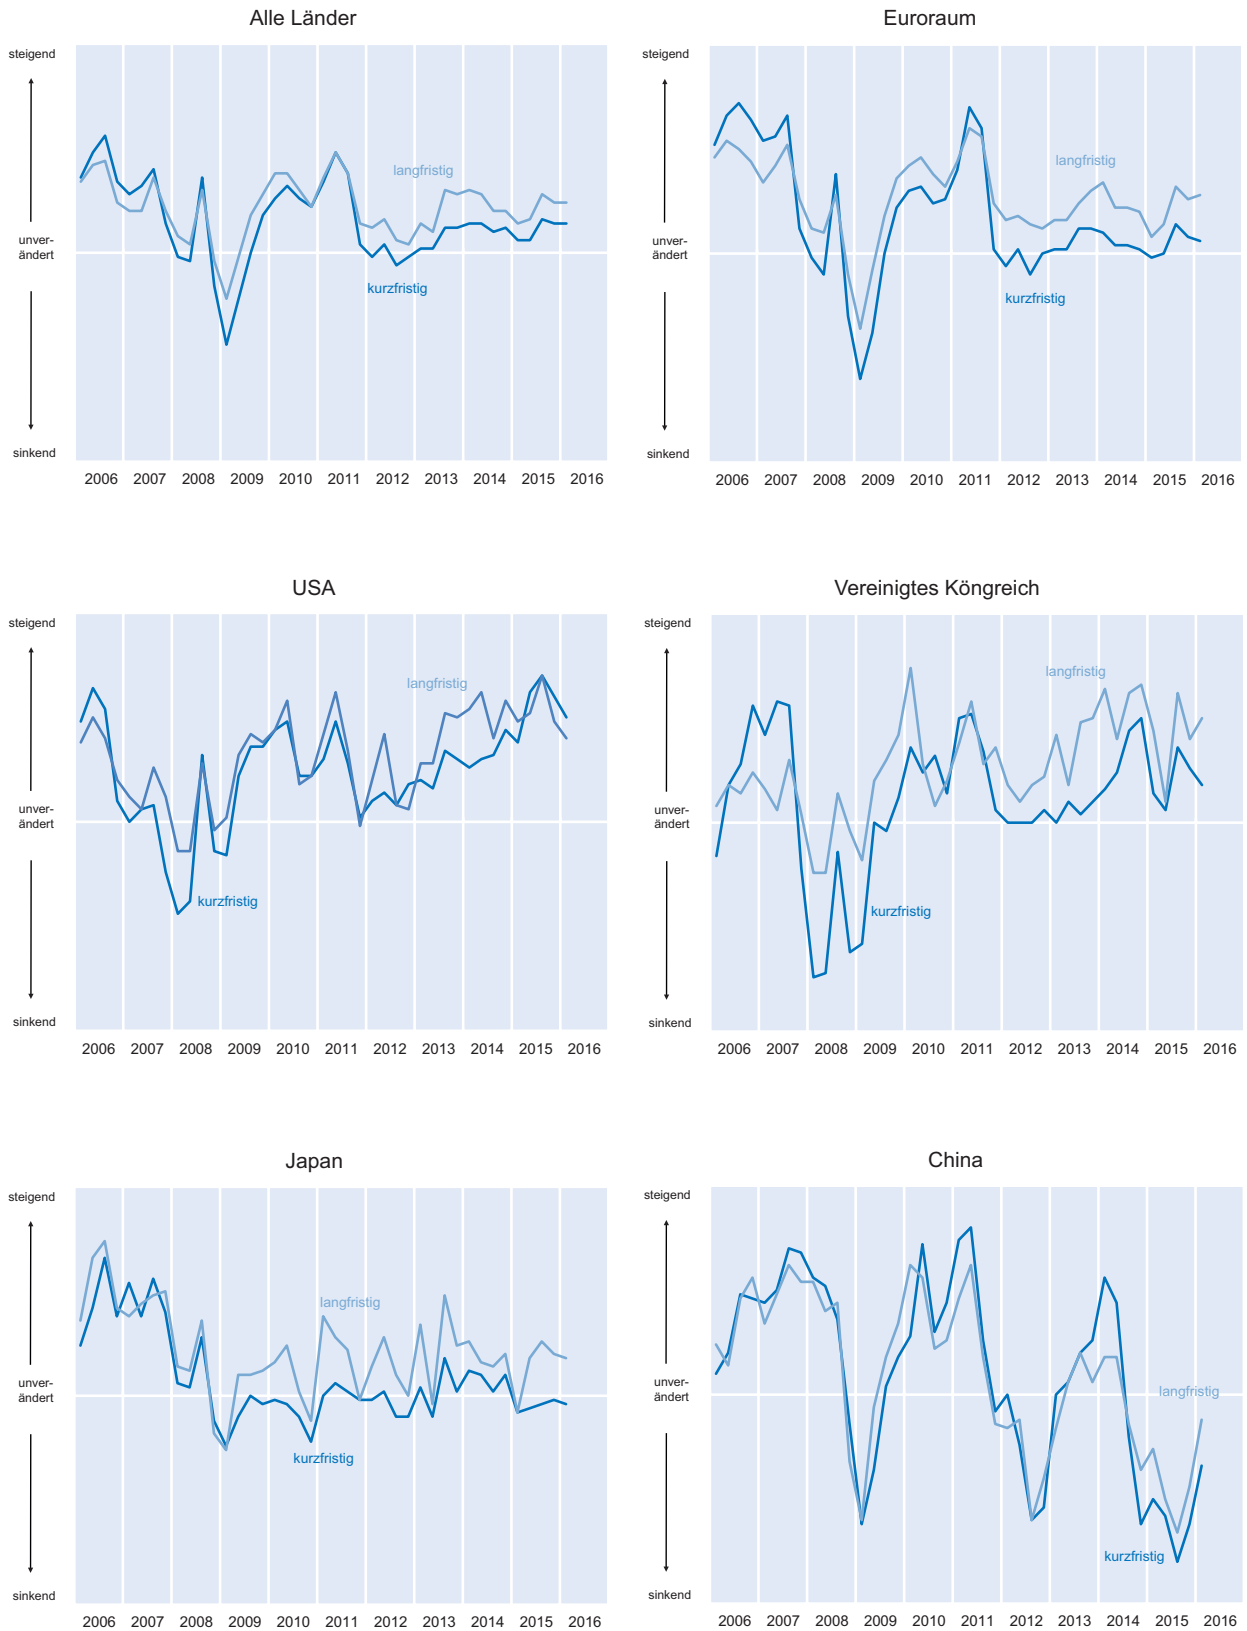 Alle Länder
steigend
unver-
ändert
sinkend
langfristig
kurzfristig
2006 2007 2008 2009 2010 2011 2012 2013 2014 2015 2016
Euroraum
steigend
unver-
ändert
sinkend
langfristig
kurzfristig
2006 2007 2008 2009 2010 2011 2012 2013 2014 2015 2016
USA
steigend
unver-
ändert
sinkend
langfristig
kurzfristig
2006 2007 2008 2009 2010 2011 2012 2013 2014 2015 2016
Vereinigtes Köngreich
steigend
unver-
ändert
sinkend
langfristig
kurzfristig
2006 2007 2008 2009 2010 2011 2012 2013 2014 2015 2016
Japan
steigend
unver-
ändert
sinkend
langfristig
kurzfristig
2006 2007 2008 2009 2010 2011 2012 2013 2014 2015 2016
China
steigend
unver-
ändert
sinkend
langfristig
kurzfristig
2006 2007 2008 2009 2010 2011 2012 2013 2014 2015 2016